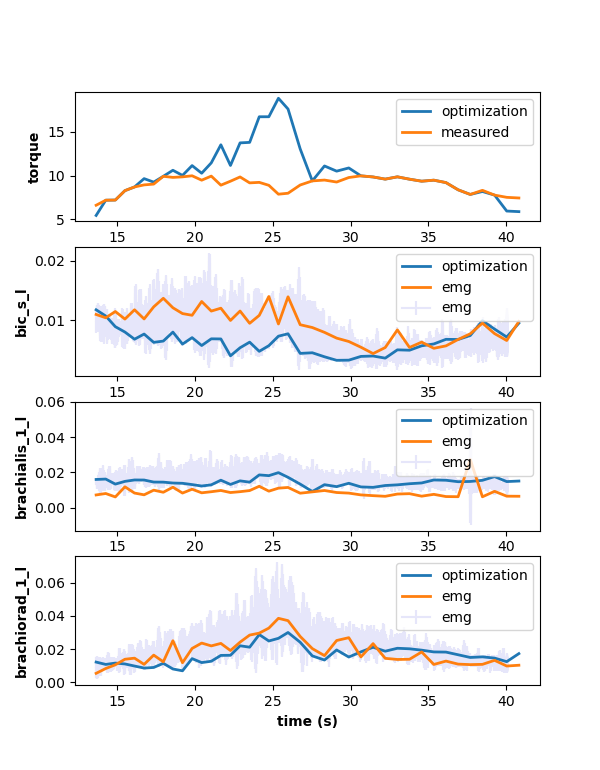 torque
15
10
5
optimization
measured
15 20 25 30 35 40
bic_s_l
0.02
0.01
optimization
emg
emg
15 20 25 30 35 40
brachialis_1_l
0.06
0.04
0.02
0.00
optimization
emg
emg
15 20 25 30 35 40
brachiorad_1_l
0.06
0.04
0.02
0.00
optimization
emg
emg
15 20 25 30 35 40
time (s)